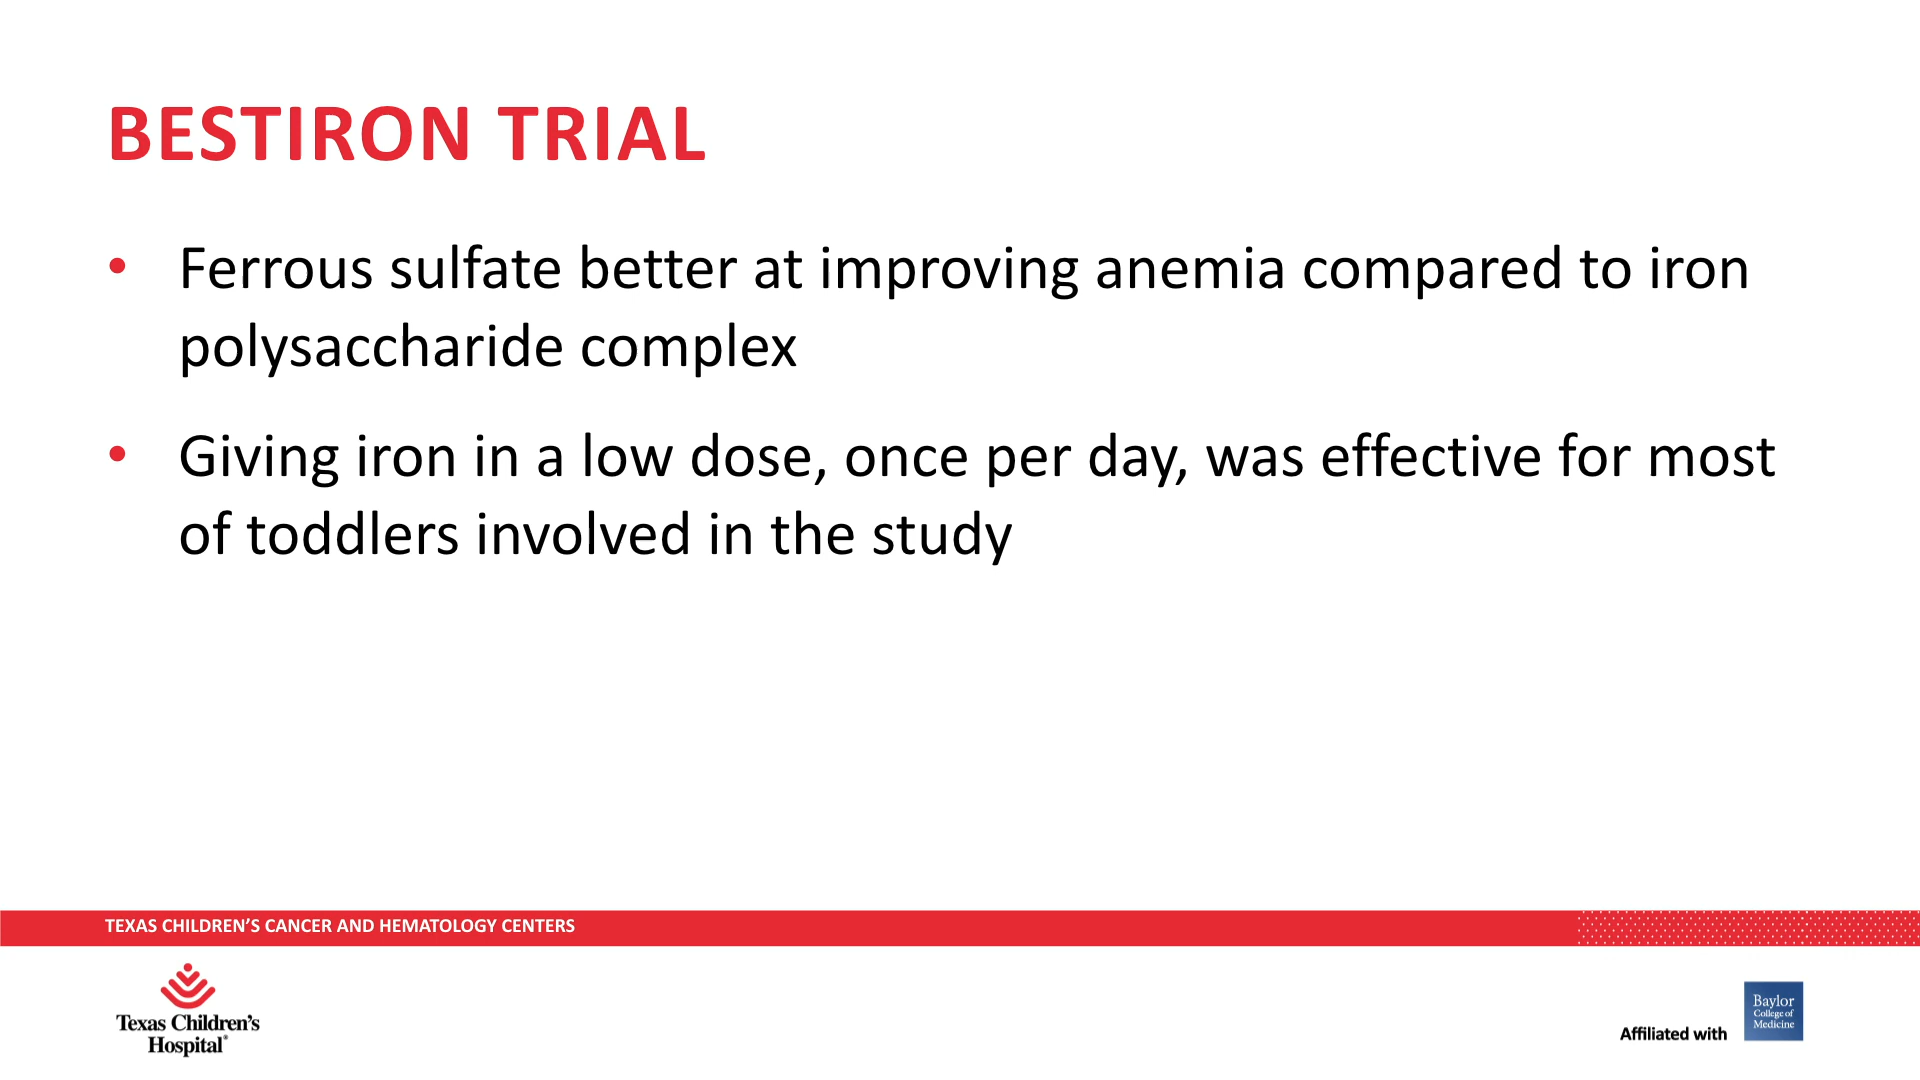 BESTIRON TRIAL
• Ferrous sulfate better at improving anemia compared to iron
polysaccharide complex
• Giving iron in a low dose, once per day, was effective for most
of toddlers involved in the study
TEXAS CHILDREN’S CANCER AND HEMATOLOGY CENTERS
Texas Children's
Hospital®
Affiliated with
Baylor
College of
Medicine